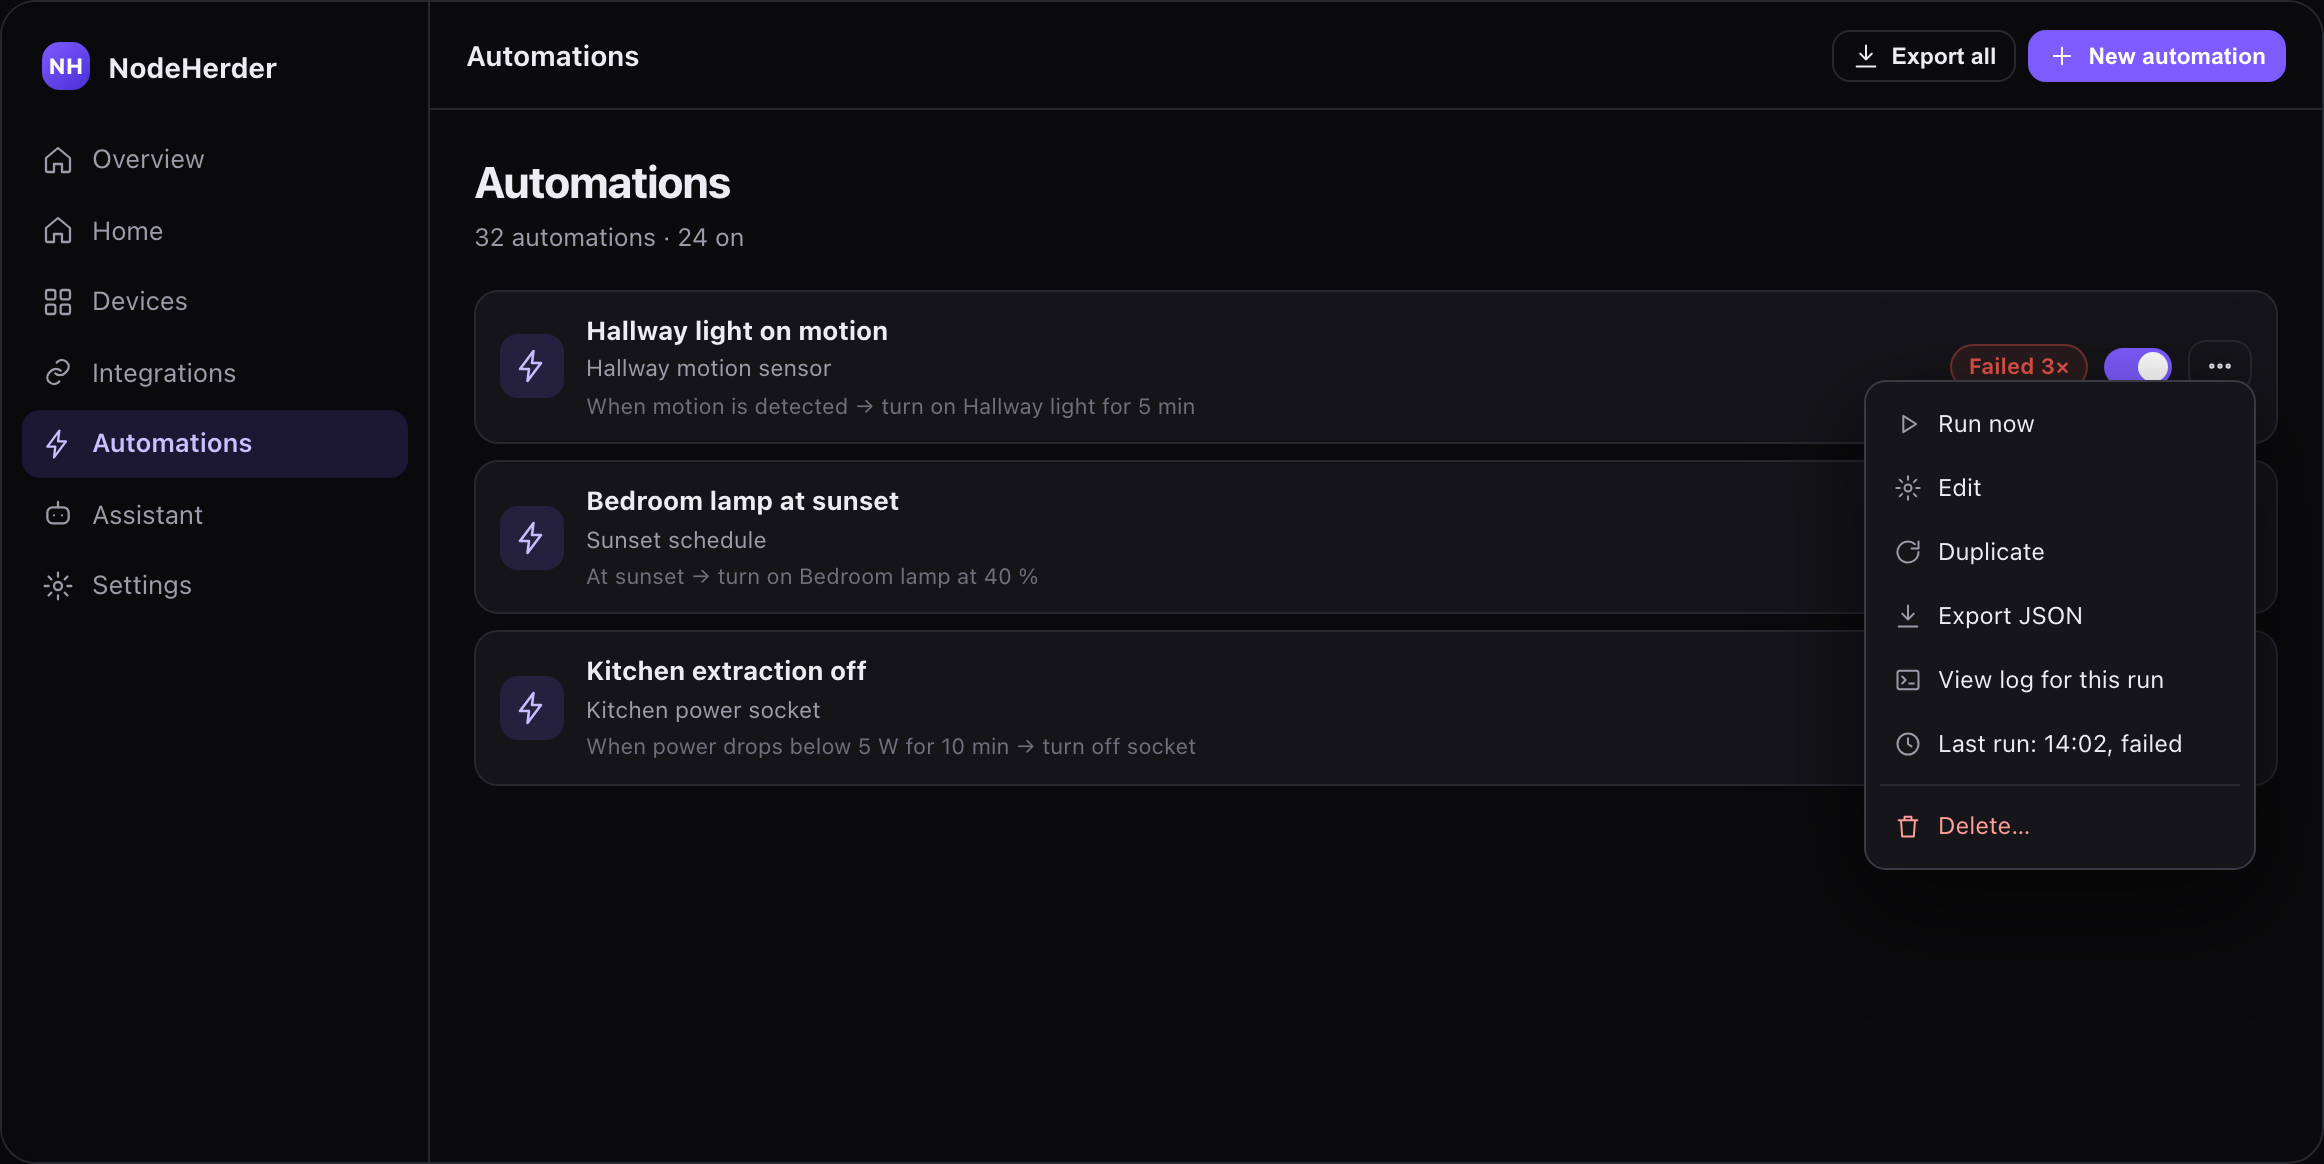 NH NodeHerder
Overview
Home
Devices
Integrations
Automations
Assistant
Settings
Automations
Export all
New automation
Automations
32 automations · 24 on
Hallway light on motion
Hallway motion sensor
When motion is detected → turn on Hallway light for 5 min
Failed 3×
Bedroom lamp at sunset
Sunset schedule
At sunset → turn on Bedroom lamp at 40 %
Kitchen extraction off
Kitchen power socket
When power drops below 5 W for 10 min → turn off socket
Run now
Edit
Duplicate
Export JSON
View log for this run
Last run: 14:02, failed
Delete...